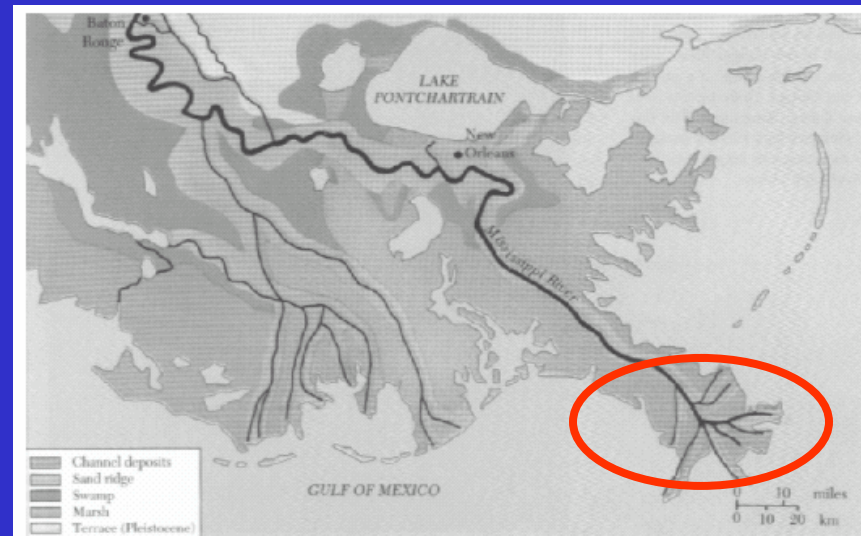 Baton
Rouge
LAKE
PONTCHARTRAIN
New
Orleans
Mississippi River
Channel deposits
Sand ridge
Swamp
Marsh
Terrace (Pleistocene)
GULF OF MEXICO
0 10 miles
0 10 20 km